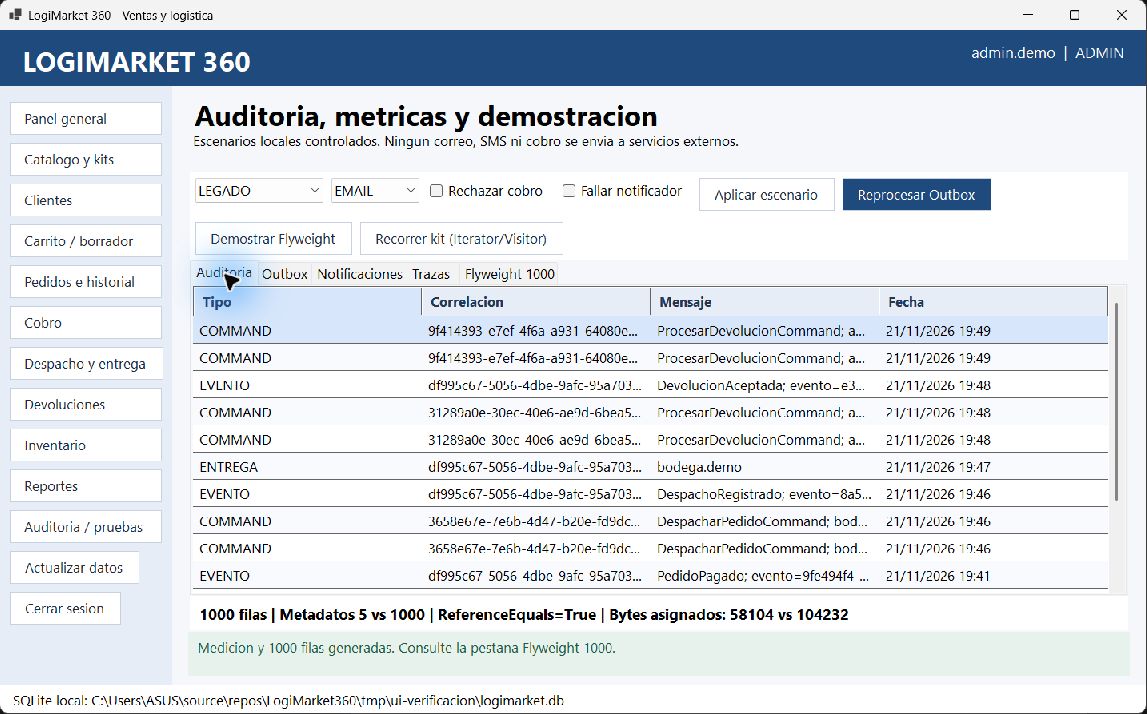 LogiMarket 360 - Ventas y logistica
LOGIMARKET 360
admin.demo | ADMIN
Panel general
Catalogo y kits
Clientes
Carrito / borrador
Pedidos e historial
Cobro
Despacho y entrega
Devoluciones
Inventario
Reportes
Auditoria / pruebas
Actualizar datos
Cerrar sesion
Auditoria, metricas y demostracion
Escenarios locales controlados. Ningun correo, SMS ni cobro se envia a servicios externos.
LEGADO EMAIL Rechazar cobro Fallar notificador Aplicar escenario Reprocesar Outbox
Demostrar Flyweight Recorrer kit (Iterator/Visitor)
Auditoria Outbox Notificaciones Trazas Flyweight 1000
Tipo Correlacion Mensaje Fecha
COMMAND 9f414393-e7ef-4f6a-a931-64080e... ProcesarDevolucionCommand; a... 21/11/2026 19:49
COMMAND 9f414393-e7ef-4f6a-a931-64080e... ProcesarDevolucionCommand; a... 21/11/2026 19:49
EVENTO df995c67-5056-4dbe-9afc-95a703... DevolucionAceptada; evento=e3... 21/11/2026 19:48
COMMAND 31289a0e-30ec-40e6-ae9d-6bea5... ProcesarDevolucionCommand; a... 21/11/2026 19:48
COMMAND 31289a0e-30ec-40e6-ae9d-6bea5... ProcesarDevolucionCommand; a... 21/11/2026 19:48
ENTREGA df995c67-5056-4dbe-9afc-95a703... bodega.demo 21/11/2026 19:47
EVENTO df995c67-5056-4dbe-9afc-95a703... DespachoRegistrado; evento=8a5... 21/11/2026 19:46
COMMAND 3658e67e-7e6b-4d47-b20e-fd9dc... DespacharPedidoCommand; bod... 21/11/2026 19:46
COMMAND 3658e67e-7e6b-4d47-b20e-fd9dc... DespacharPedidoCommand; bod... 21/11/2026 19:46
EVENTO df995c67-5056-4dbe-9afc-95a703... PedidoPagado; evento=9fe494f4-... 21/11/2026 19:41
1000 filas | Metadatos 5 vs 1000 | ReferenceEquals=True | Bytes asignados: 58104 vs 104232
Medicion y 1000 filas generadas. Consulte la pestana Flyweight 1000.
SQLite local: C:\Users\ASUS\source\repos\LogiMarket360\tmp\ui-verificacion\logimarket.db